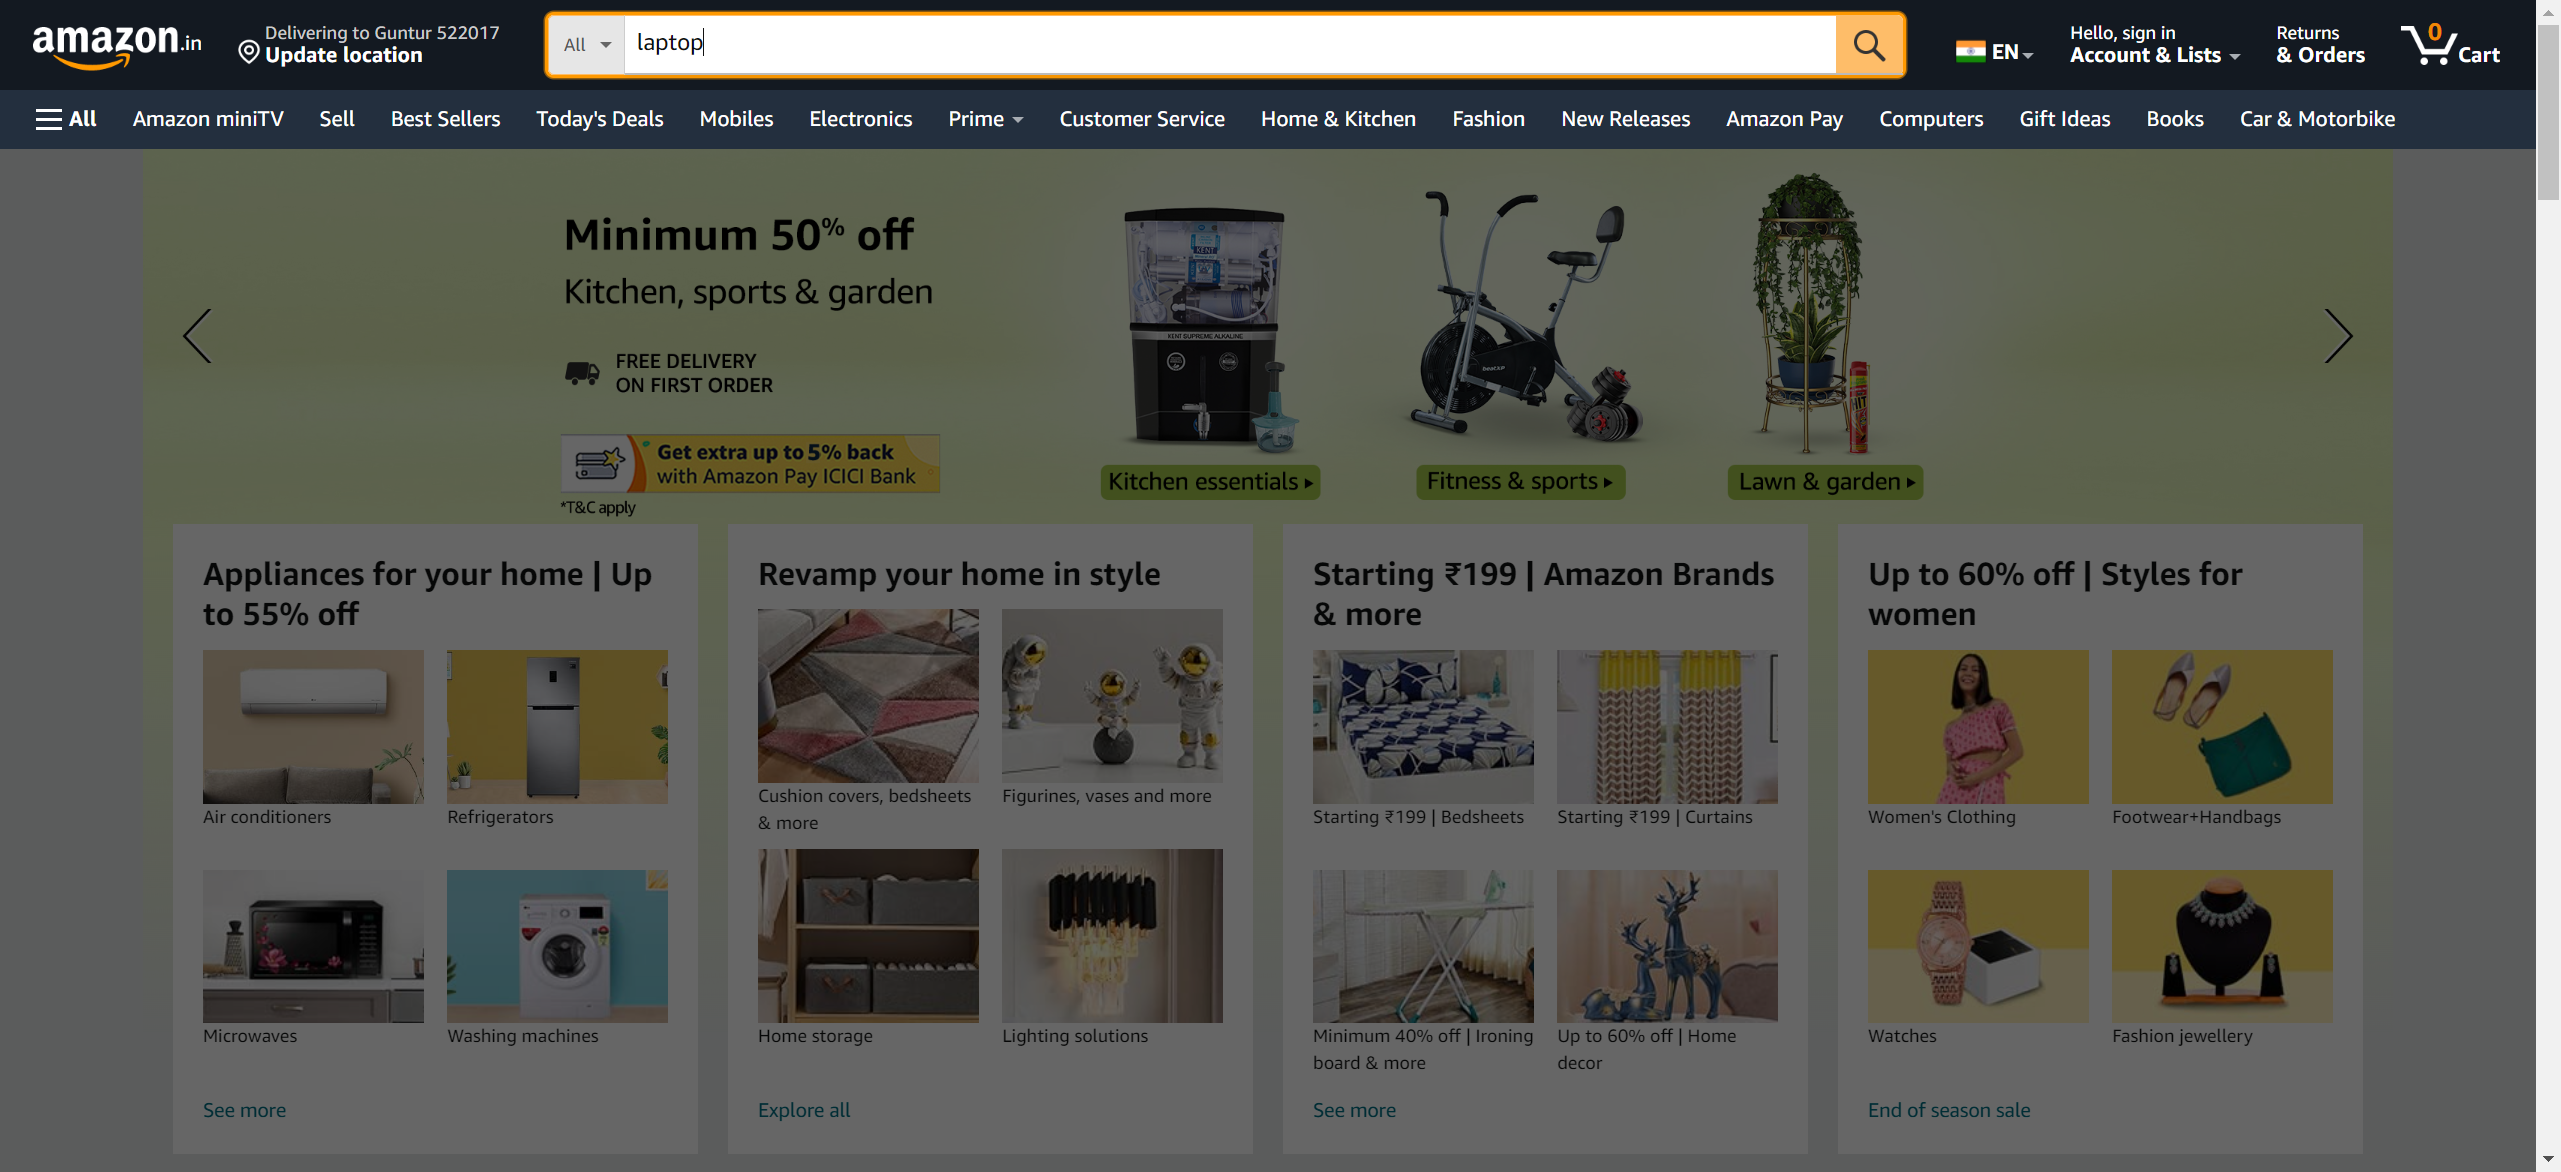 amazon.in
Delivering to Guntur 522017
Update location
All
laptop
EN
Hello, sign in
Account & Lists
Returns
& Orders
0
Cart
All
Amazon miniTV
Sell
Best Sellers
Today's Deals
Mobiles
Electronics
Prime
Customer Service
Home & Kitchen
Fashion
New Releases
Amazon Pay
Computers
Gift Ideas
Books
Car & Motorbike
Minimum 50% off
Kitchen, sports & garden
FREE DELIVERY
ON FIRST ORDER
Get extra up to 5% back
with Amazon Pay ICICI Bank
*T&C apply
KENT
KENT SUPREME ALKALINE
beatXP
HIT
Kitchen essentials
Fitness & sports
Lawn & garden
Appliances for your home | Up
to 55% off
Air conditioners
Refrigerators
Microwaves
Washing machines
See more
Revamp your home in style
Cushion covers, bedsheets
& more
Figurines, vases and more
Home storage
Lighting solutions
Explore all
Starting ₹199 | Amazon Brands
& more
Starting ₹199 | Bedsheets
Starting ₹199 | Curtains
Minimum 40% off | Ironing
board & more
Up to 60% off | Home
decor
See more
Up to 60% off | Styles for
women
Women's Clothing
Footwear+Handbags
Watches
Fashion jewellery
End of season sale